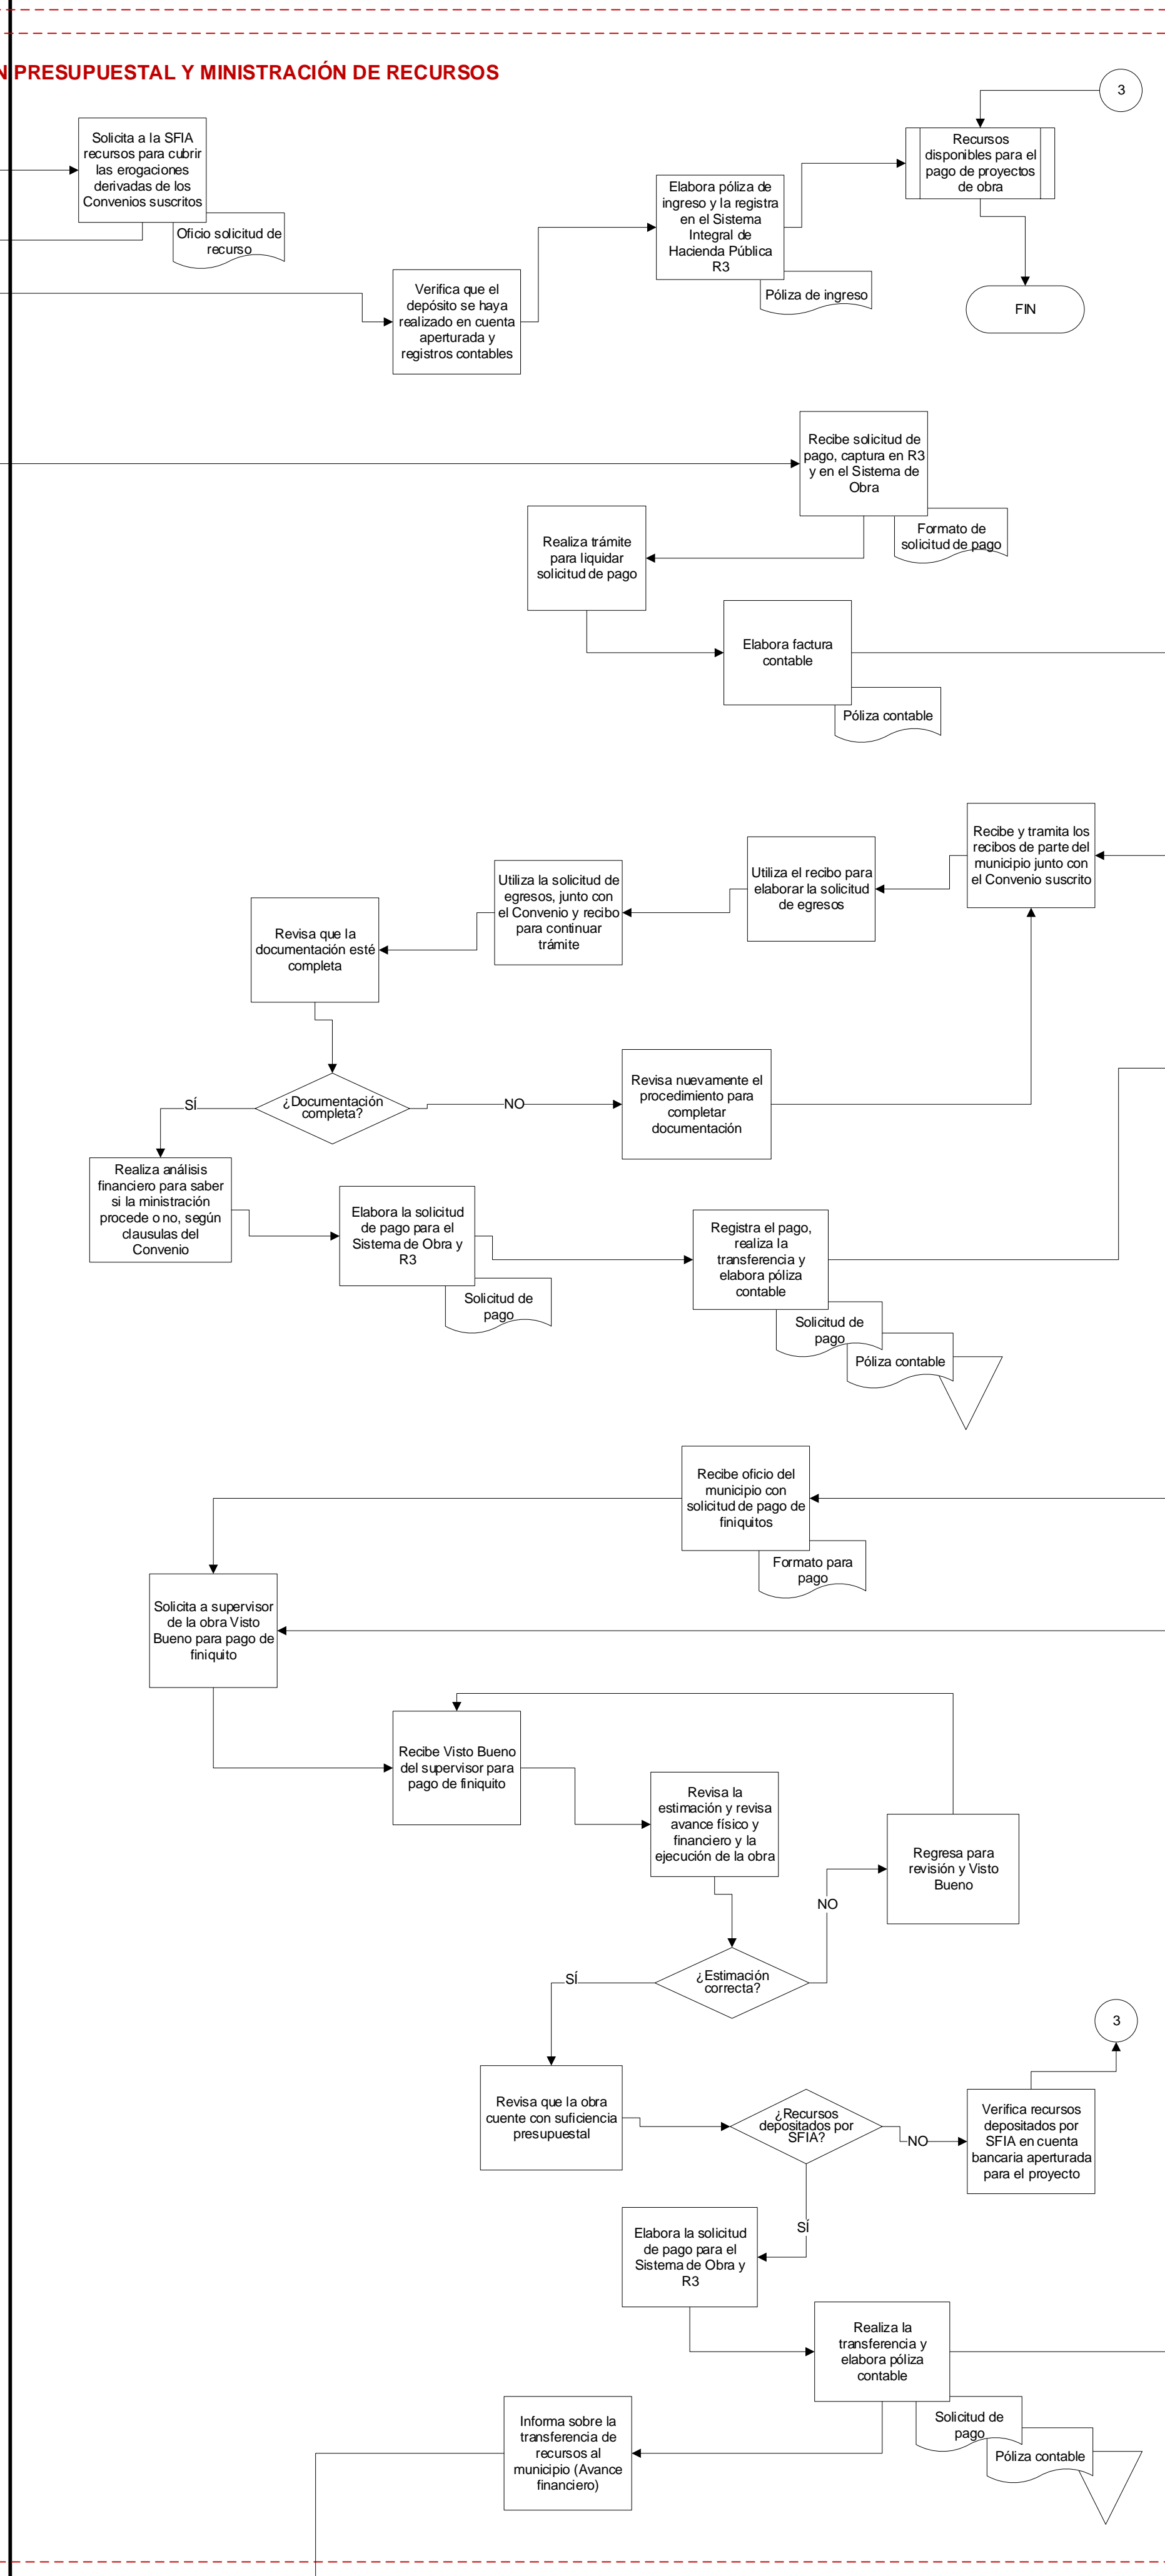 N PRESUPUESTAL Y MINISTRACIÓN DE RECURSOS
3
Solicita a la SFIA
recursos para cubrir
las erogaciones
derivadas de los
Convenios suscritos
Oficio solicitud de
recurso
Recursos
disponibles para el
pago de proyectos
de obra
Elabora póliza de
ingreso y la registra
en el Sistema
Integral de
Hacienda Pública
R3
Póliza de ingreso
Verifica que el
depósito se haya
realizado en cuenta
aperturada y
registros contables
FIN
Recibe solicitud de
pago, captura en R3
y en el Sistema de
Obra
Formato de
solicitud de pago
Realiza trámite
para liquidar
solicitud de pago
Elabora factura
contable
Póliza contable
Recibe y tramita los
recibos de parte del
municipio junto con
el Convenio suscrito
Utiliza el recibo para
elaborar la solicitud
de egresos
Utiliza la solicitud de
egresos, junto con
el Convenio y recibo
para continuar
trámite
Revisa que la
documentación esté
completa
¿Documentación
completa?
SÍ
NO
Revisa nuevamente el
procedimiento para
completar
documentación
Realiza análisis
financiero para saber
si la ministración
procede o no, según
clausulas del
Convenio
Elabora la solicitud
de pago para el
Sistema de Obra y
R3
Solicitud de
pago
Registra el pago,
realiza la
transferencia y
elabora póliza
contable
Solicitud de
pago
Póliza contable
Recibe oficio del
municipio con
solicitud de pago de
finiquitos
Formato para
pago
Solicita a supervisor
de la obra Visto
Bueno para pago de
finiquito
Recibe Visto Bueno
del supervisor para
pago de finiquito
Revisa la
estimación y revisa
avance físico y
financiero y la
ejecución de la obra
Regresa para
revisión y Visto
Bueno
NO
¿Estimación
correcta?
SÍ
3
Revisa que la obra
cuente con suficiencia
presupuestal
¿Recursos
depositados por
SFIA?
NO
Verifica recursos
depositados por
SFIA en cuenta
bancaria aperturada
para el proyecto
SÍ
Elabora la solicitud
de pago para el
Sistema de Obra y
R3
Realiza la
transferencia y
elabora póliza
contable
Solicitud de
pago
Póliza contable
Informa sobre la
transferencia de
recursos al
municipio (Avance
financiero)